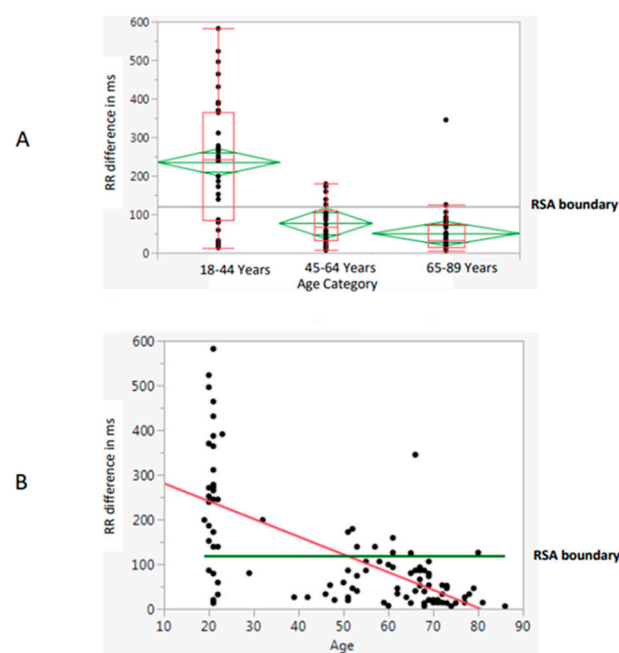 A
RR difference in ms
600
500
400
300
200
100
0
RSA boundary
18-44 Years 45-64 Years 65-89 Years
Age Category
B
RR difference in ms
600
500
400
300
200
100
0
RSA boundary
10 20 30 40 50 60 70 80 90
Age